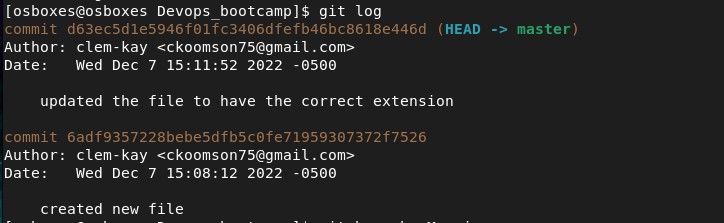 [osboxes@osboxes Devops_bootcamp]$ git log
commit d63ec5d1e5946f01fc3406dfefb46bc8618e446d (HEAD -> master)
Author: clem-kay <ckoomson75@gmail.com>
Date:   Wed Dec 7 15:11:52 2022 -0500
    updated the file to have the correct extension
commit 6adf9357228bebe5dfb5c0fe71959307372f7526
Author: clem-kay <ckoomson75@gmail.com>
Date:   Wed Dec 7 15:08:12 2022 -0500
    created new file